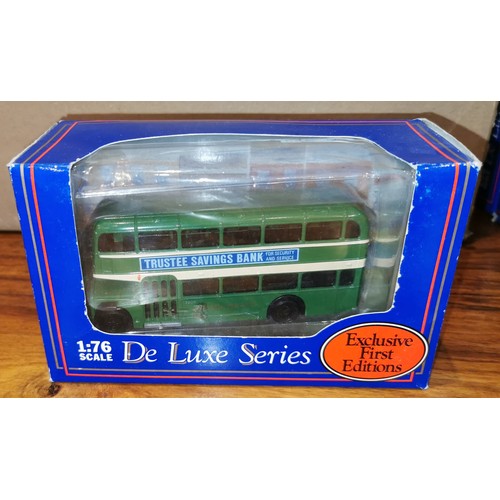 TRUSTEE SAVINGS BANK FOR SECURITY
AND SERVICE
1:76
SCALE
De Luxe Series
Exclusive
First
Editions